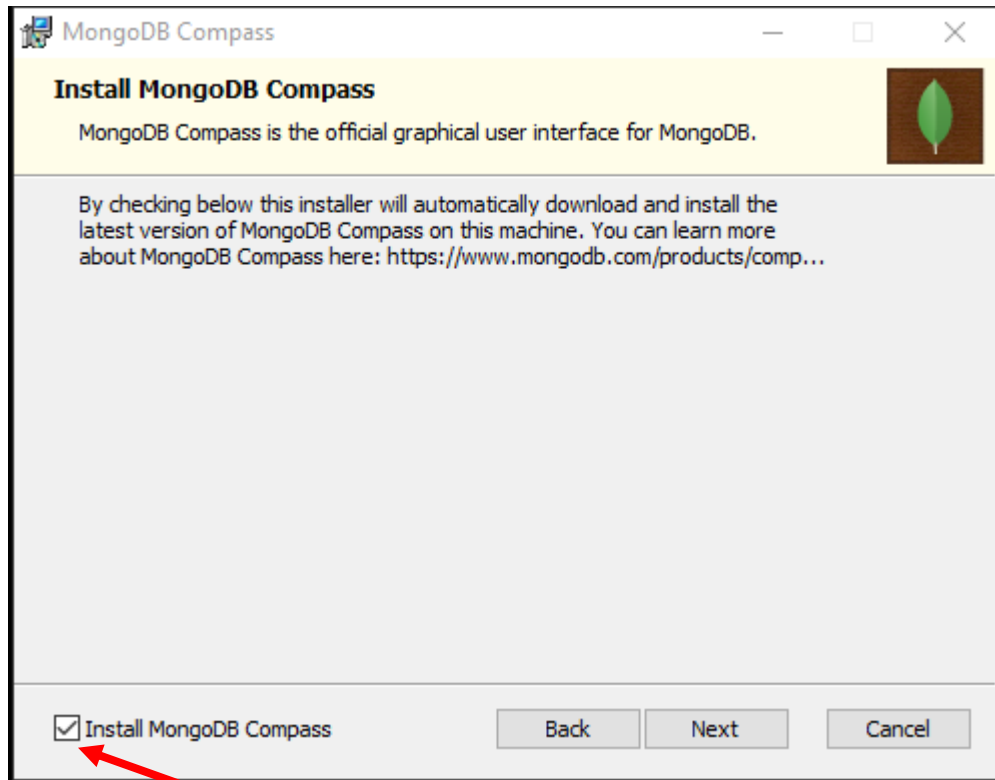 MongoDB Compass
Install MongoDB Compass
MongoDB Compass is the official graphical user interface for MongoDB.
By checking below this installer will automatically download and install the
latest version of MongoDB Compass on this machine. You can learn more
about MongoDB Compass here: https://www.mongodb.com/products/comp...
Install MongoDB Compass Back Next Cancel